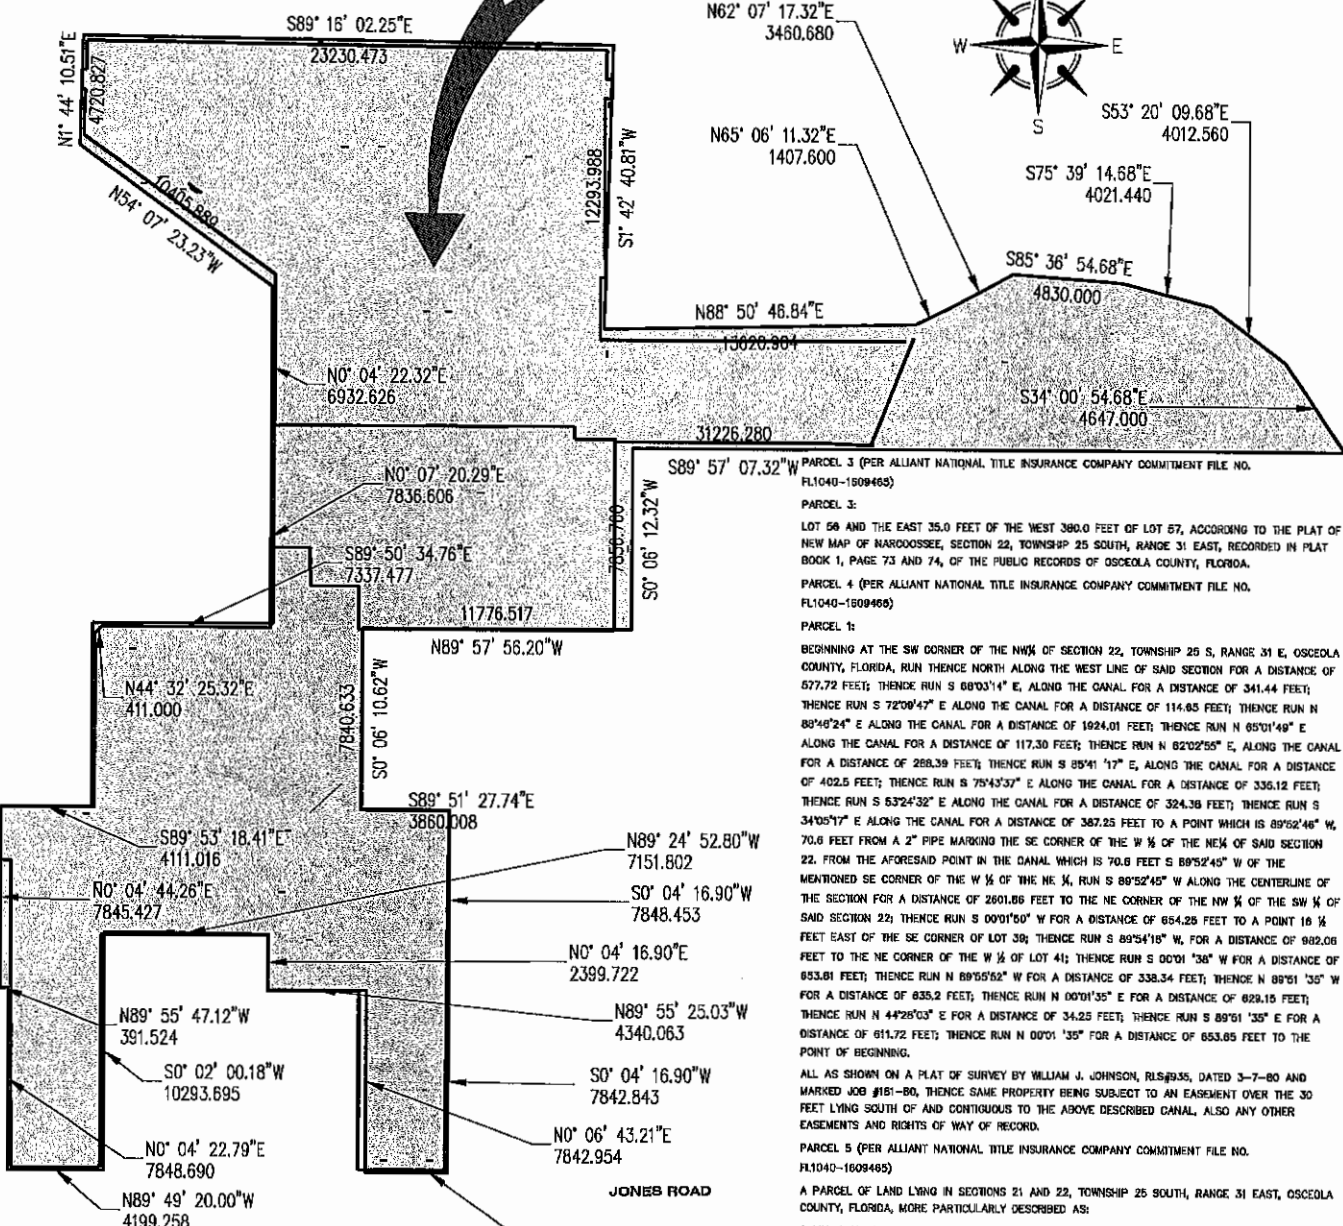 S89° 16' 02.25"E
23230.473
N1° 44' 10.51"E
4720.827
N54° 07' 23.23"W
10405.889
12293.988
S1° 42' 40.81"W
N62° 07' 17.32"E
3460.680
N65° 06' 11.32"E
1407.600
W
E
S
S53° 20' 09.68"E
4012.560
S75° 39' 14.68"E
4021.440
S85° 36' 54.68"E
4830.000
N88° 50' 46.84"E
S34° 00' 54.68"E
4647.000
N0° 04' 22.32"E
6932.626
31226.280
S89° 57' 07.32"W
N0° 07' 20.29"E
7836.606
S0° 06' 12.32"W
S89° 50' 34.76"E
7337.477
11776.517
N89° 57' 56.20"W
N44° 32' 25.32"E
411.000
7840.633
S0° 06' 10.62"W
S89° 51' 27.74"E
3860.008
S89° 53' 18.41"E
4111.016
N89° 24' 52.80"W
7151.802
N0° 04' 44.26"E
7845.427
S0° 04' 16.90"W
7848.453
N0° 04' 16.90"E
2399.722
N89° 55' 47.12"W
391.524
N89° 55' 25.03"W
4340.063
S0° 02' 00.18"W
10293.695
S0° 04' 16.90"W
7842.843
N0° 04' 22.79"E
7848.690
N0° 06' 43.21"E
7842.954
N89° 49' 20.00"W
4199.258
JONES ROAD
PARCEL 3 (PER ALLIANT NATIONAL TITLE INSURANCE COMPANY COMMITMENT FILE NO.
FL1040-1609465)
PARCEL 3:
LOT 56 AND THE EAST 35.0 FEET OF THE WEST 380.0 FEET OF LOT 57, ACCORDING TO THE PLAT OF
NEW MAP OF NARCOOSSEE, SECTION 22, TOWNSHIP 25 SOUTH, RANGE 31 EAST, RECORDED IN PLAT
BOOK 1, PAGE 73 AND 74, OF THE PUBLIC RECORDS OF OSCEOLA COUNTY, FLORIDA.
PARCEL 4 (PER ALLIANT NATIONAL TITLE INSURANCE COMPANY COMMITMENT FILE NO.
FL1040-1609465)
PARCEL 1:
BEGINNING AT THE SW CORNER OF THE NW¼ OF SECTION 22, TOWNSHIP 25 S, RANGE 31 E, OSCEOLA
COUNTY, FLORIDA, RUN THENCE NORTH ALONG THE WEST LINE OF SAID SECTION FOR A DISTANCE OF
577.72 FEET; THENCE RUN S 68°03'14" E, ALONG THE CANAL FOR A DISTANCE OF 341.44 FEET;
THENCE RUN S 72°09'47" E ALONG THE CANAL FOR A DISTANCE OF 114.65 FEET; THENCE RUN N
88°46'24" E ALONG THE CANAL FOR A DISTANCE OF 1924.01 FEET; THENCE RUN N 65°01'49" E
ALONG THE CANAL FOR A DISTANCE OF 117.30 FEET; THENCE RUN N 62°02'55" E, ALONG THE CANAL
FOR A DISTANCE OF 288.39 FEET; THENCE RUN S 85°41 '17" E, ALONG THE CANAL FOR A DISTANCE
OF 402.5 FEET; THENCE RUN S 75°43'37" E ALONG THE CANAL FOR A DISTANCE OF 335.12 FEET;
THENCE RUN S 53°24'32" E ALONG THE CANAL FOR A DISTANCE OF 324.38 FEET; THENCE RUN S
34°05'17" E ALONG THE CANAL FOR A DISTANCE OF 387.25 FEET TO A POINT WHICH IS 89°52'46" W,
70.6 FEET FROM A 2" PIPE MARKING THE SE CORNER OF THE W ½ OF THE NE¼ OF SAID SECTION
22. FROM THE AFORESAID POINT IN THE CANAL WHICH IS 70.6 FEET S 89°52'45" W OF THE
MENTIONED SE CORNER OF THE W ½ OF THE NE ¼, RUN S 89°52'45" W ALONG THE CENTERLINE OF
THE SECTION FOR A DISTANCE OF 2601.86 FEET TO THE NE CORNER OF THE NW ¼ OF THE SW ¼ OF
SAID SECTION 22; THENCE RUN S 00°01'50" W FOR A DISTANCE OF 654.25 FEET TO A POINT 16 ½
FEET EAST OF THE SE CORNER OF LOT 39; THENCE RUN S 89°54'15" W, FOR A DISTANCE OF 982.06
FEET TO THE NE CORNER OF THE W ½ OF LOT 41; THENCE RUN S 00°01 '38" W FOR A DISTANCE OF
653.61 FEET; THENCE RUN N 89°55'52" W FOR A DISTANCE OF 338.34 FEET; THENCE N 89°51 '35" W
FOR A DISTANCE OF 635.2 FEET; THENCE RUN N 00°01'35" E FOR A DISTANCE OF 629.15 FEET;
THENCE RUN N 44°28'03" E FOR A DISTANCE OF 34.25 FEET; THENCE RUN S 89°51 '35" E FOR A
DISTANCE OF 611.72 FEET; THENCE RUN N 00°01 '35" FOR A DISTANCE OF 653.65 FEET TO THE
POINT OF BEGINNING.
ALL AS SHOWN ON A PLAT OF SURVEY BY WILLIAM J. JOHNSON, RLS#935, DATED 3-7-80 AND
MARKED JOB #161-80, THENCE SAME PROPERTY BEING SUBJECT TO AN EASEMENT OVER THE 30
FEET LYING SOUTH OF AND CONTIGUOUS TO THE ABOVE DESCRIBED CANAL, ALSO ANY OTHER
EASEMENTS AND RIGHTS OF WAY OF RECORD.
PARCEL 5 (PER ALLIANT NATIONAL TITLE INSURANCE COMPANY COMMITMENT FILE NO.
FL1040-1609465)
A PARCEL OF LAND LYING IN SECTIONS 21 AND 22, TOWNSHIP 25 SOUTH, RANGE 31 EAST, OSCEOLA
COUNTY, FLORIDA, MORE PARTICULARLY DESCRIBED AS: